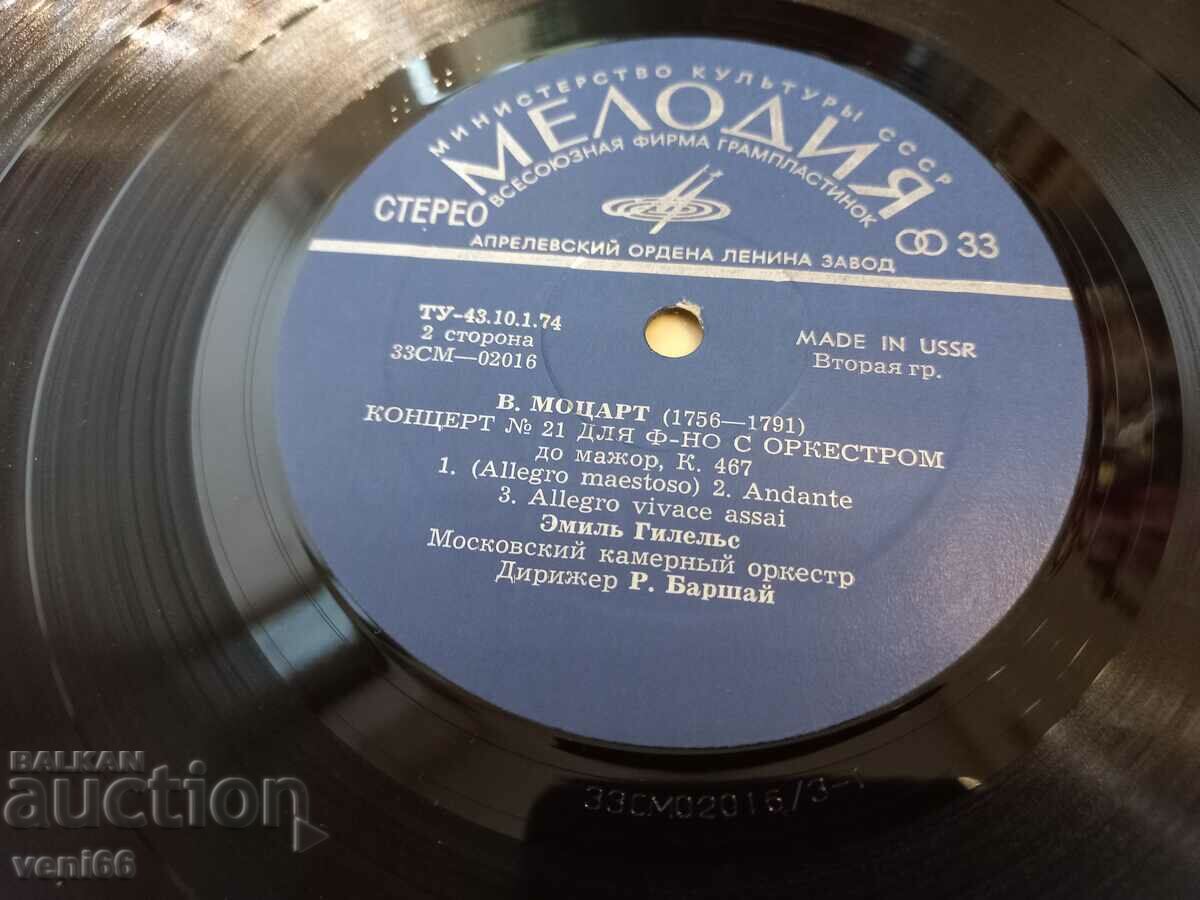 МИНИСТЕРСТВО КУЛЬТУРЫ СССР
МЕЛОДИЯ
ВСЕСОЮЗНАЯ ФИРМА ГРАМПЛАСТИНОК
СТЕРЕО
33
АПРЕЛЕВСКИЙ ОРДЕНА ЛЕНИНА ЗАВОД
ТУ-43.10.1.74
2 сторона
33СМ—02016
MADE IN USSR
Вторая гр.
В. МОЦАРТ (1756—1791)
КОНЦЕРТ № 21 ДЛЯ Ф-НО С ОРКЕСТРОМ
до мажор, К. 467
1. (Allegro maestoso) 2. Andante
3. Allegro vivace assai
Эмиль Гилельс
Московский камерный оркестр
Дирижер Р. Баршай
33СМ02016/3-1
BALKAN
auction
veni66